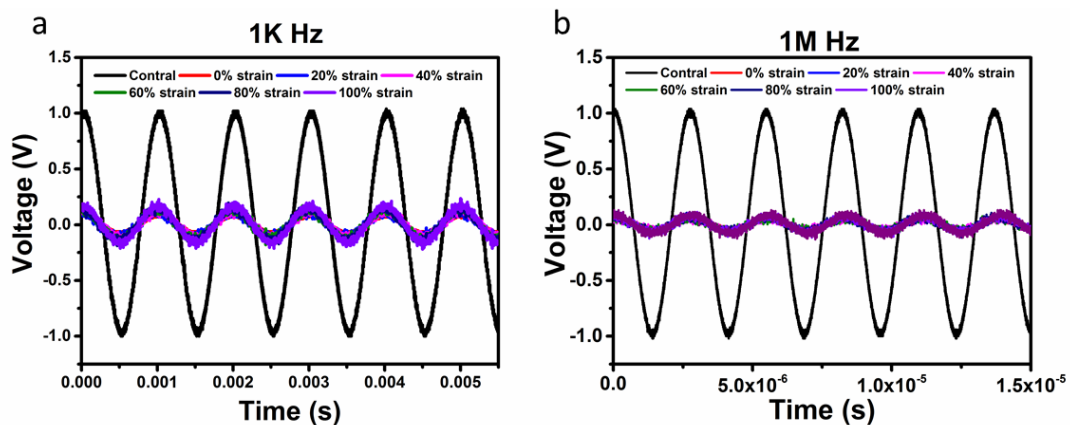 a
1K Hz
Contral 0% strain 20% strain 40% strain
60% strain 80% strain 100% strain
Voltage (V)
1.5
1.0
0.5
0.0
-0.5
-1.0
0.000 0.001 0.002 0.003 0.004 0.005
Time (s)
b
1M Hz
Contral 0% strain 20% strain 40% strain
60% strain 80% strain 100% strain
Voltage (V)
1.5
1.0
0.5
0.0
-0.5
-1.0
0.0 5.0x10⁻⁶ 1.0x10⁻⁵ 1.5x10⁻⁵
Time (s)